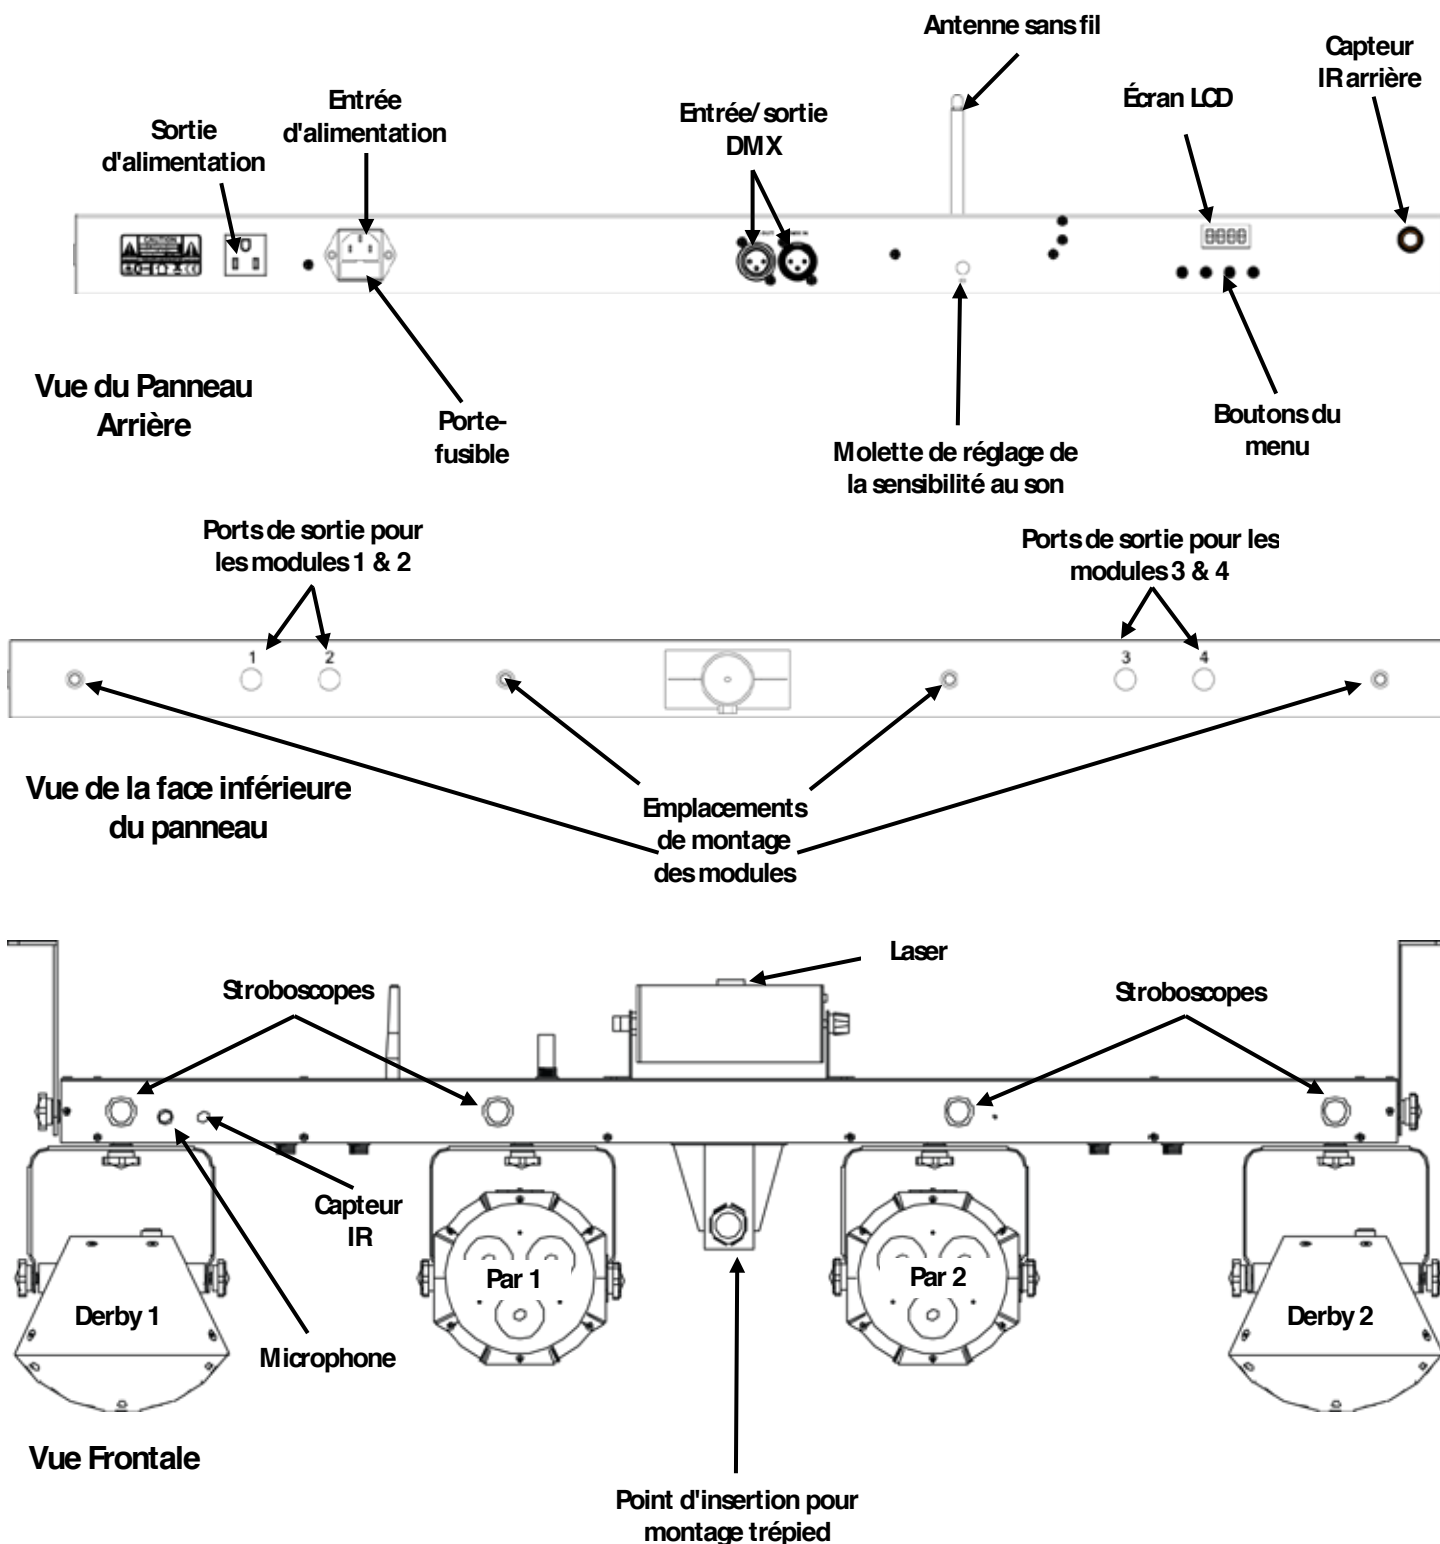 Antenne sans fil
Capteur
IR arrière
Entrée
d'alimentation
Écran LCD
Entrée/ sortie
DMX
Sortie
d'alimentation
Vue du Panneau
Arrière
Porte-
fusible
Molette de réglage de
la sensibilité au son
Boutons du
menu
Ports de sortie pour
les modules 1 & 2
Ports de sortie pour les
modules 3 & 4
1
2
3
4
Vue de la face inférieure
du panneau
Emplacements
de montage
des modules
Laser
Stroboscopes
Stroboscopes
Capteur
IR
Par 1
Par 2
Derby 1
Derby 2
Microphone
Vue Frontale
Point d'insertion pour
montage trépied